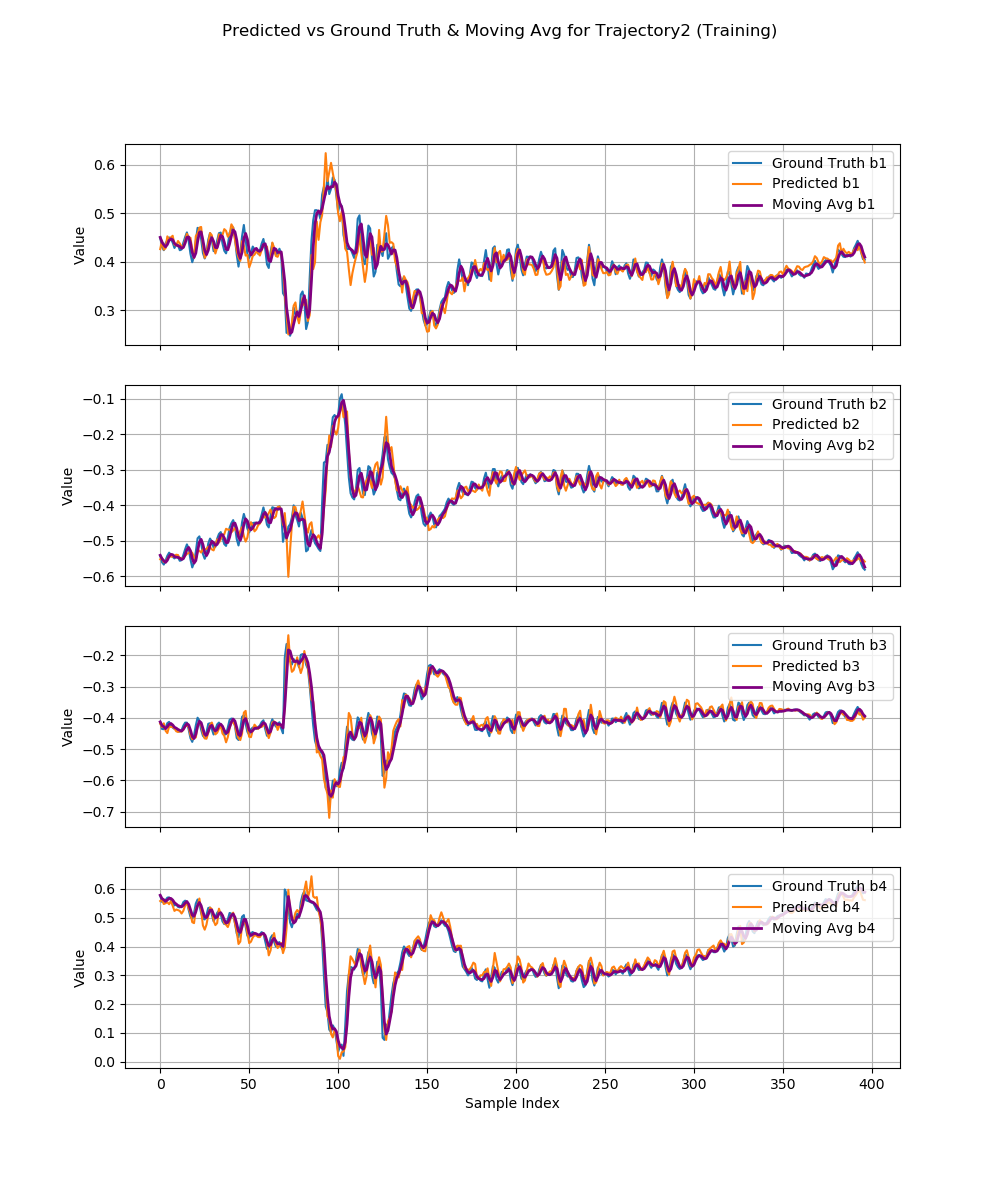 Predicted vs Ground Truth & Moving Avg for Trajectory2 (Training)
0.6
0.5
0.4
0.3
Value
Ground Truth b1
Predicted b1
Moving Avg b1
−0.1
−0.2
−0.3
−0.4
−0.5
−0.6
Value
Ground Truth b2
Predicted b2
Moving Avg b2
−0.2
−0.3
−0.4
−0.5
−0.6
−0.7
Value
Ground Truth b3
Predicted b3
Moving Avg b3
0.6
0.5
0.4
0.3
0.2
0.1
0.0
Value
Ground Truth b4
Predicted b4
Moving Avg b4
0 50 100 150 200 250 300 350 400
Sample Index